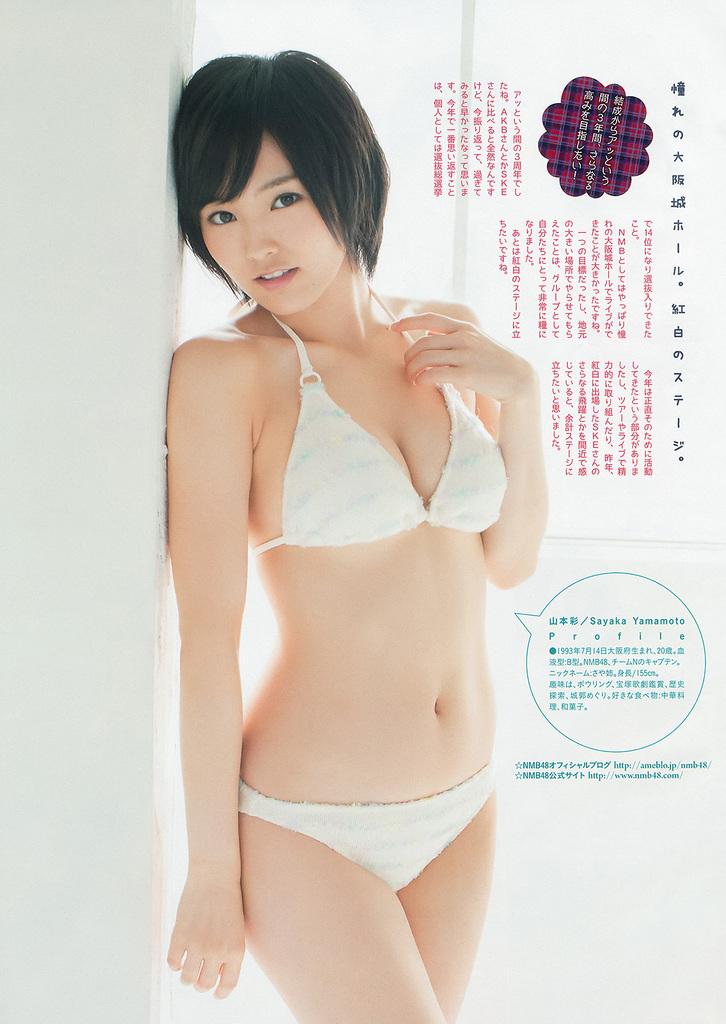 憧れの大阪城ホール。紅白のステージ。
結成からアッという
間の3年間、さらなる
高みを目指したい！
アッという間の3周年でし
たね。AKBさんとかSKE
さんに比べると全然なんです
けど、今振り返って、過ぎて
みると早かったなって思いま
す。今年で一番思い返すこと
は、個人としては選抜総選挙
で14位になり選抜入りできた
こと。
NMBとしてはやっぱり憧
れの大阪城ホールでライブがで
きたことが大きかったですね。
一つの目標だったし、地元
の大きい場所でやらせてもら
えたことは、グループとして
自分たちにとって非常に糧に
なりました。
あとは紅白のステージに立
ちたいですね。
今年は正直そのために活動
してきたという部分がありま
したし、ツアーやライブで精
力的に取り組んだり、昨年、
紅白に出場したSKEさんの
さらなる飛躍とかを間近で感
じていると、余計ステージに
立ちたいと思いました。
山本彩／Sayaka Yamamoto
Profile
●1993年7月14日大阪府生まれ、20歳。血
液型:B型。NMB48、チームNのキャプテン。
ニックネーム:さや姉。身長/155cm。
趣味は、ボウリング、宝塚歌劇鑑賞、歴史
探索、城郭めぐり。好きな食べ物:中華料
理、和菓子。
☆NMB48オフィシャルブログ http://ameblo.jp/nmb48/
☆NMB48公式サイト http://www.nmb48.com/